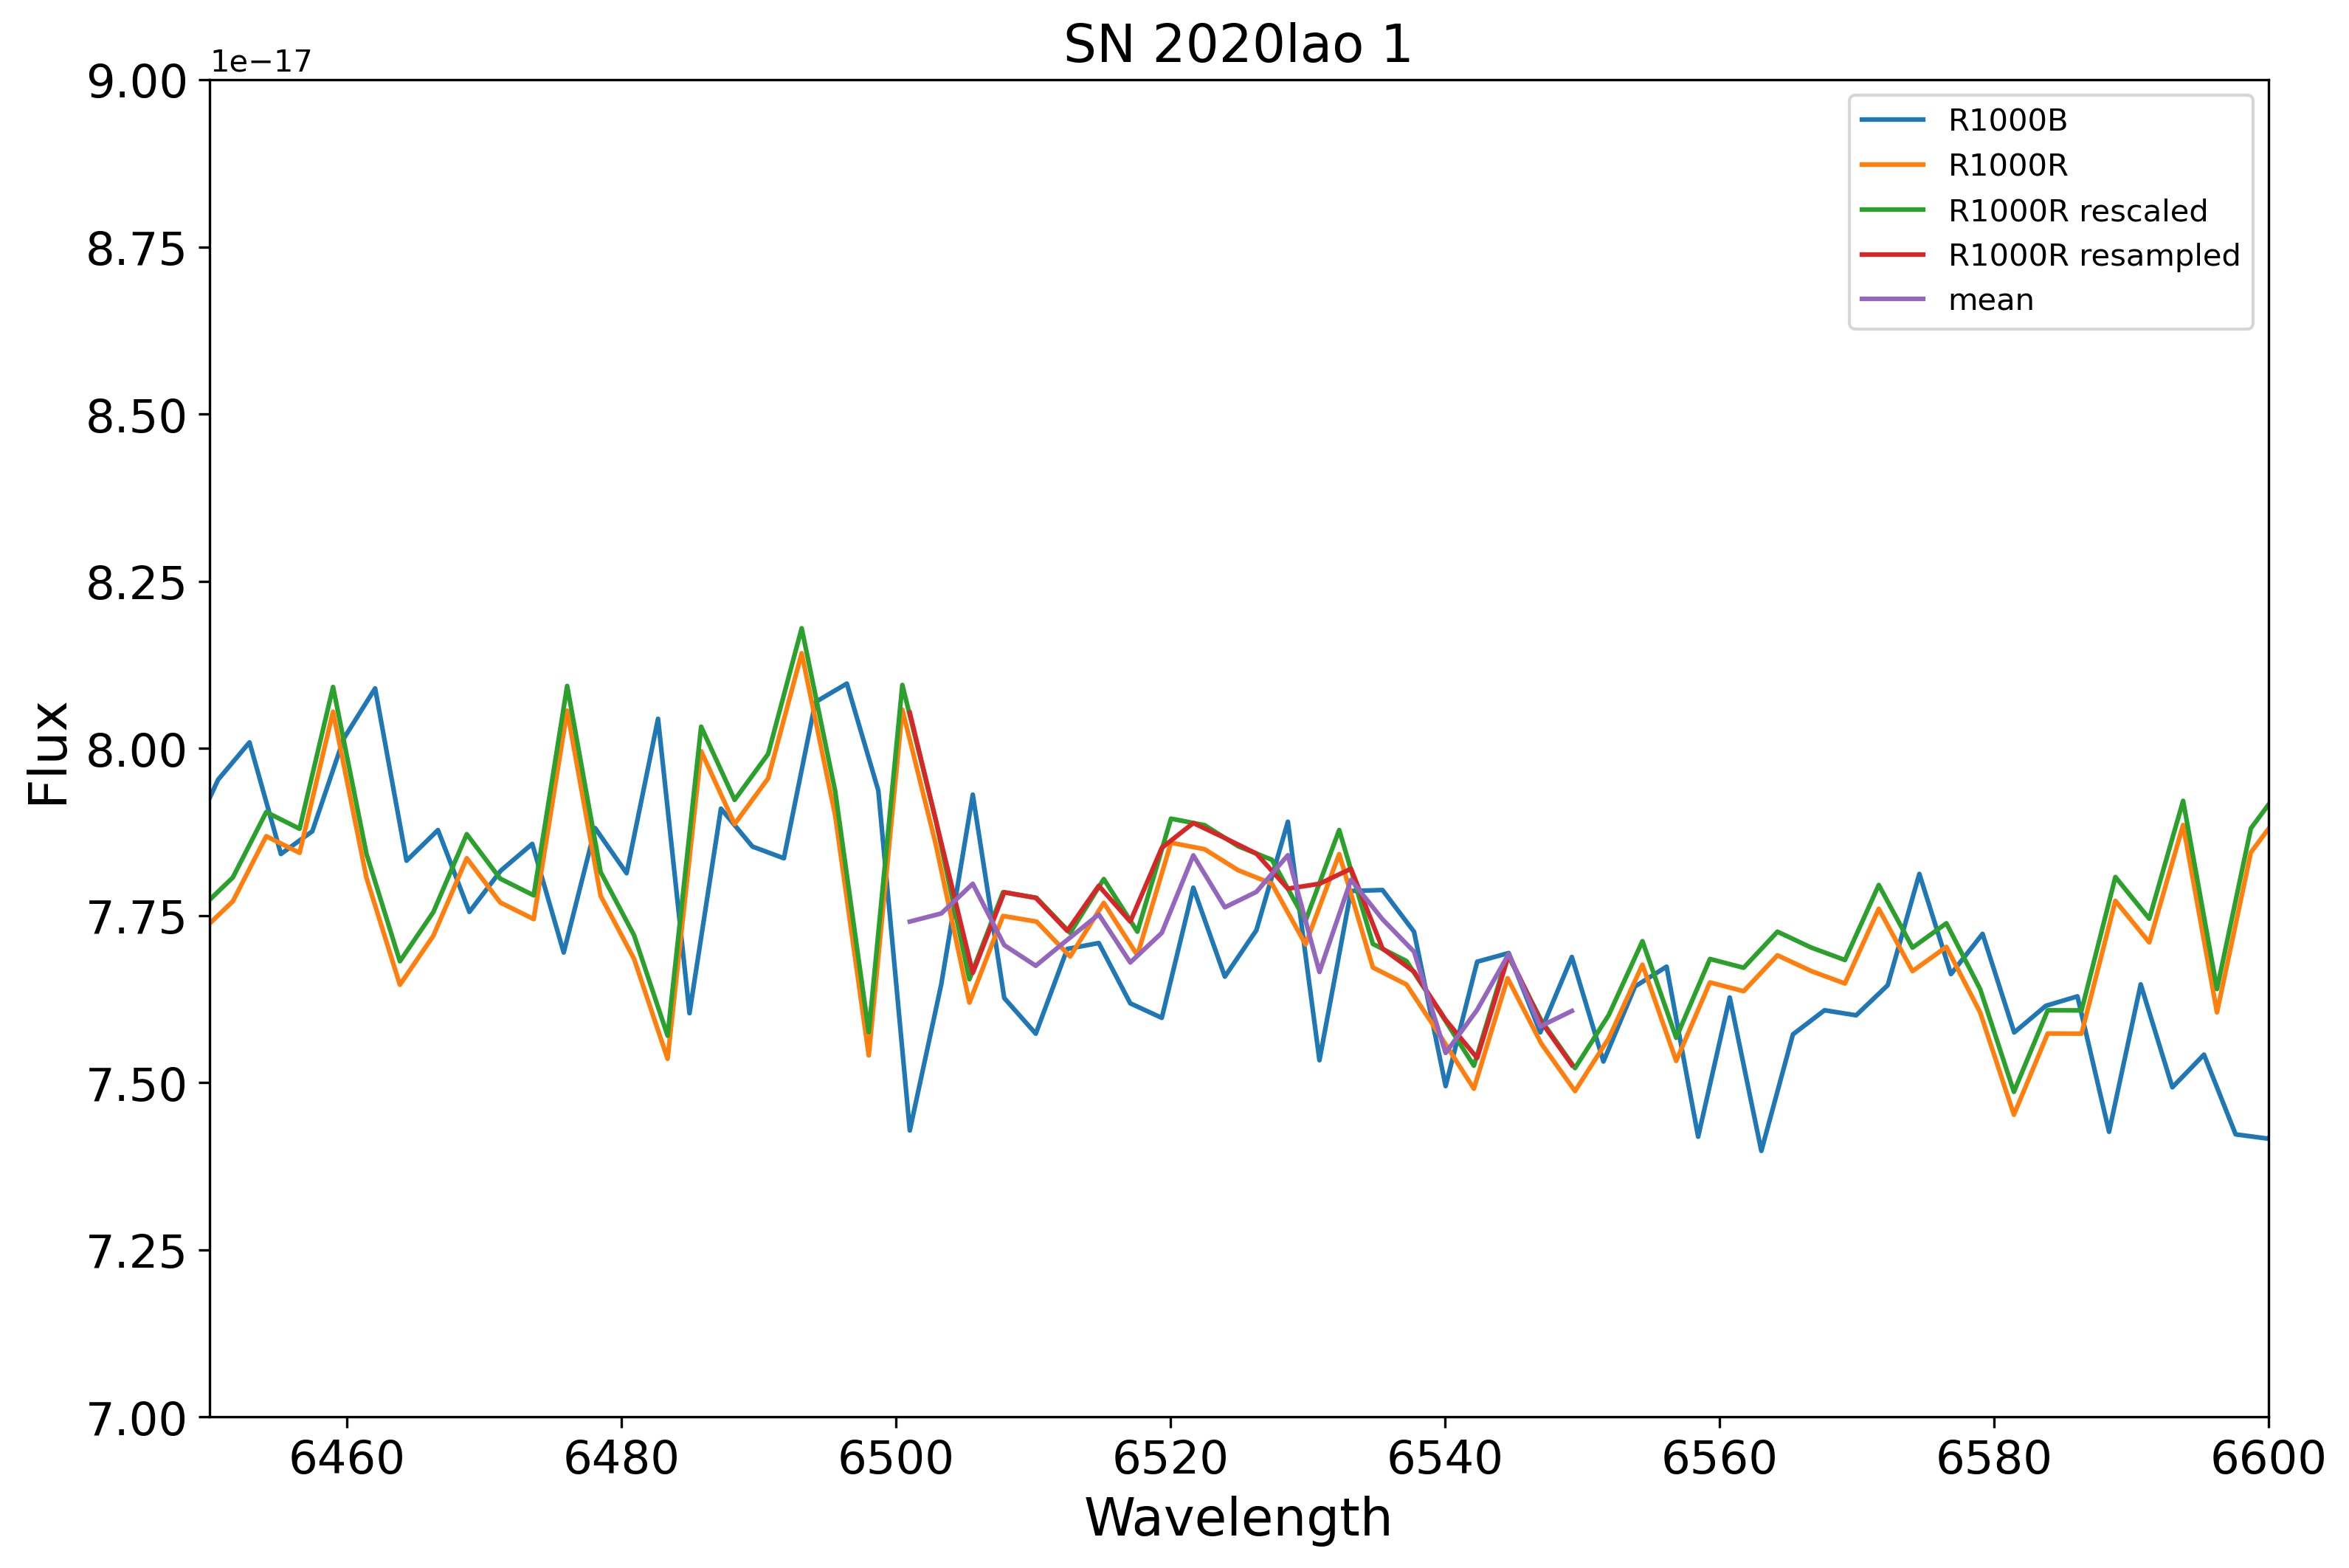 SN 2020lao 1
1e−17
9.00
8.75
8.50
8.25
8.00
7.75
7.50
7.25
7.00
Flux
R1000B
R1000R
R1000R rescaled
R1000R resampled
mean
6460 6480 6500 6520 6540 6560 6580 6600
Wavelength